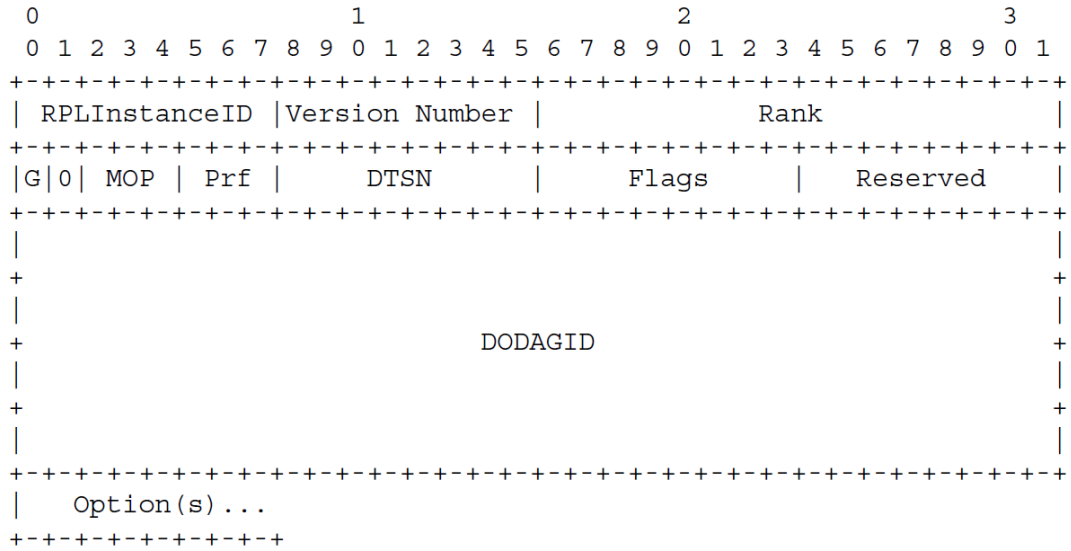 0                   1                   2                   3
 0 1 2 3 4 5 6 7 8 9 0 1 2 3 4 5 6 7 8 9 0 1 2 3 4 5 6 7 8 9 0 1
+-+-+-+-+-+-+-+-+-+-+-+-+-+-+-+-+-+-+-+-+-+-+-+-+-+-+-+-+-+-+-+-+
| RPLInstanceID |Version Number |             Rank              |
+-+-+-+-+-+-+-+-+-+-+-+-+-+-+-+-+-+-+-+-+-+-+-+-+-+-+-+-+-+-+-+-+
|G|0| MOP | Prf |     DTSN      |     Flags     |   Reserved    |
+-+-+-+-+-+-+-+-+-+-+-+-+-+-+-+-+-+-+-+-+-+-+-+-+-+-+-+-+-+-+-+-+
|                                                               |
+                                                               +
|                                                               |
+                            DODAGID                            +
|                                                               |
+                                                               +
|                                                               |
+-+-+-+-+-+-+-+-+-+-+-+-+-+-+-+-+-+-+-+-+-+-+-+-+-+-+-+-+-+-+-+-+
|   Option(s)...
+-+-+-+-+-+-+-+-+